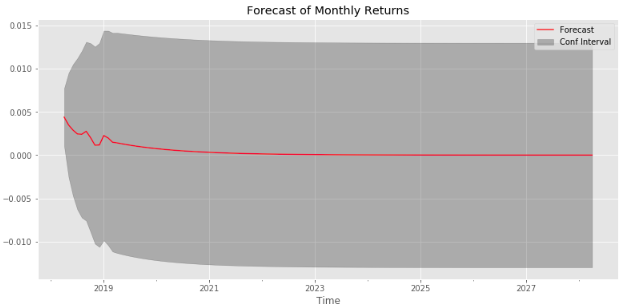 Forecast of Monthly Returns
0.015
0.010
0.005
0.000
−0.005
−0.010
Forecast
Conf Interval
2019 2021 2023 2025 2027
Time